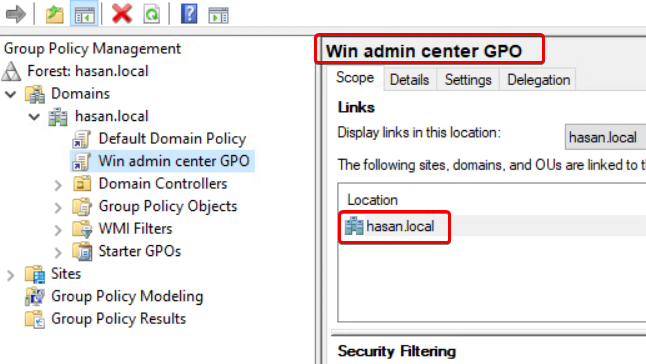 Group Policy Management
Forest: hasan.local
Domains
hasan.local
Default Domain Policy
Win admin center GPO
Domain Controllers
Group Policy Objects
WMI Filters
Starter GPOs
Sites
Group Policy Modeling
Group Policy Results
Win admin center GPO
Scope Details Settings Delegation
Links
Display links in this location: hasan.local
The following sites, domains, and OUs are linked to
Location
hasan.local
Security Filtering